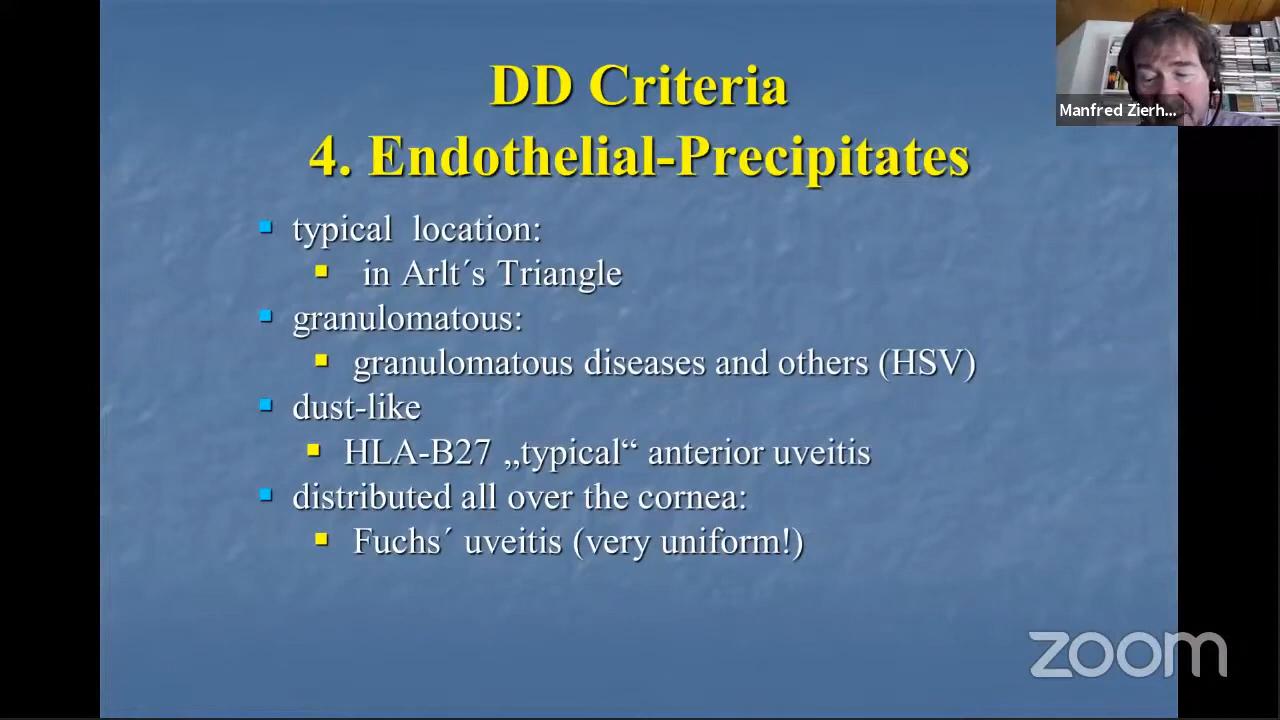 DD Criteria
4. Endothelial-Precipitates
Manfred Zierh...
typical location:
in Arlt´s Triangle
granulomatous:
granulomatous diseases and others (HSV)
dust-like
HLA-B27 „typical“ anterior uveitis
distributed all over the cornea:
Fuchs´ uveitis (very uniform!)
zoom